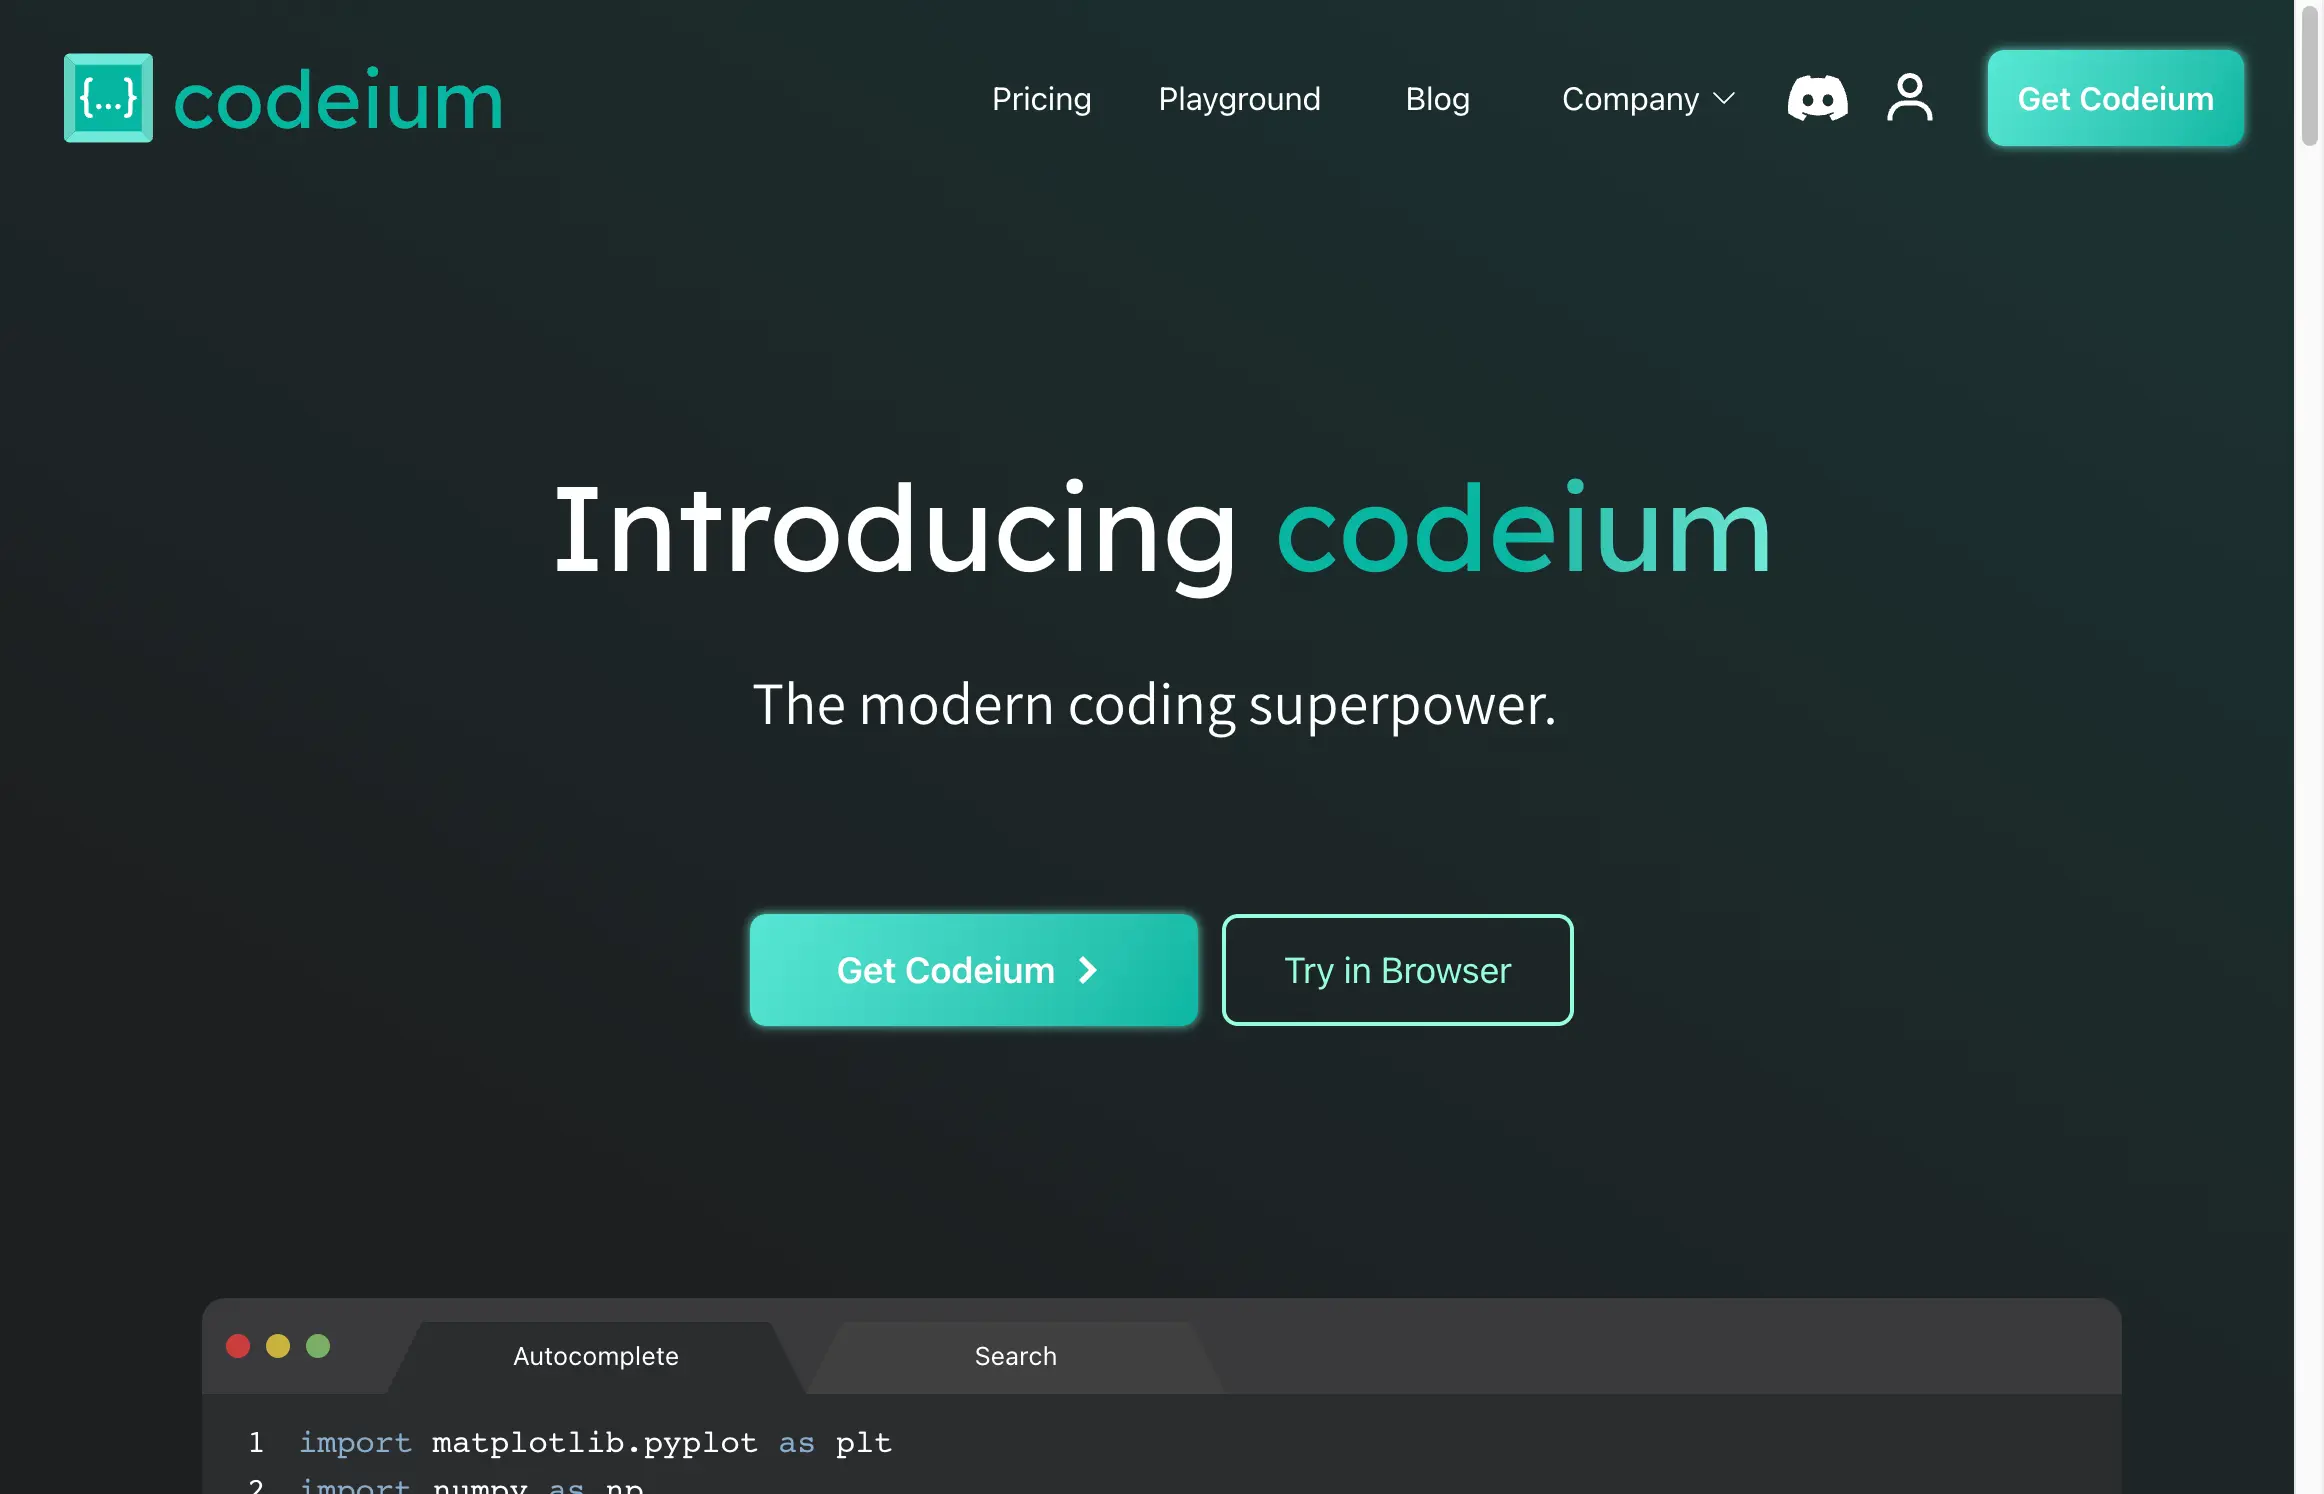 {...} codeium
Pricing Playground Blog Company Get Codeium
Introducing codeium
The modern coding superpower.
Get Codeium
Try in Browser
Autocomplete Search
1 import matplotlib.pyplot as plt
2 import numpy as np